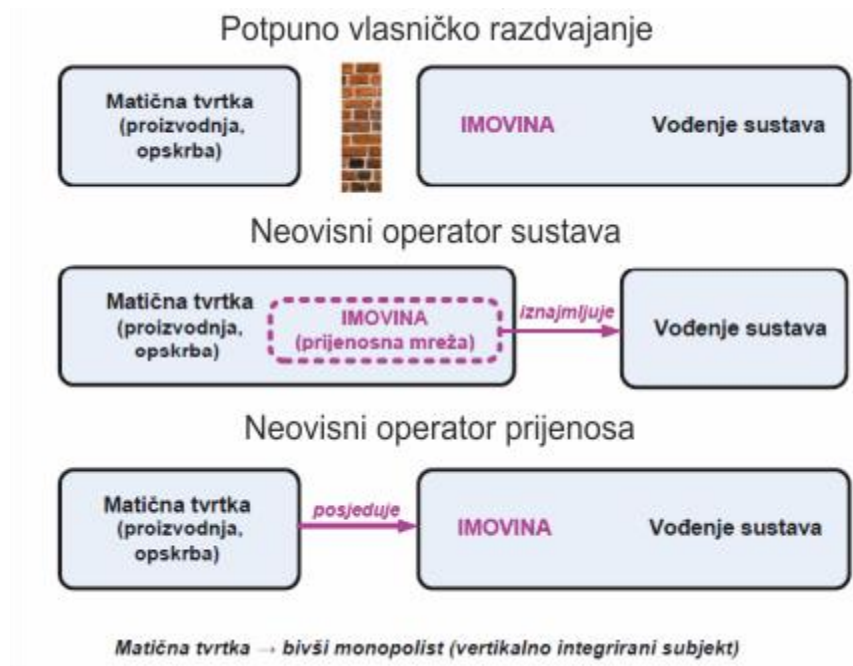 Potpuno vlasničko razdvajanje
Matična tvrtka
(proizvodnja,
opskrba)
IMOVINA
Vođenje sustava
Neovisni operator sustava
Matična tvrtka
(proizvodnja,
opskrba)
IMOVINA
(prijenosna mreža)
iznajmljuje
Vođenje sustava
Neovisni operator prijenosa
Matična tvrtka
(proizvodnja,
opskrba)
posjeduje
IMOVINA
Vođenje sustava
Matična tvrtka → bivši monopolist (vertikalno integrirani subjekt)